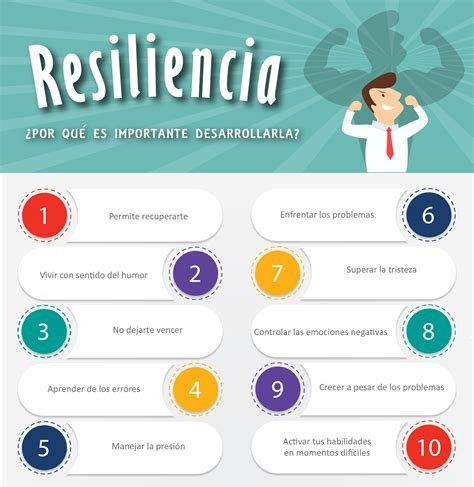 Resiliencia
¿POR QUÉ ES IMPORTANTE DESARROLLARLA?
1
Permite recuperarte
Vivir con sentido del humor
2
3
No dejarte vencer
Aprender de los errores
4
5
Manejar la presión
Enfrentar los problemas
6
7
Superar la tristeza
Controlar las emociones negativas
8
9
Crecer a pesar de los problemas
Activar tus habilidades
en momentos difíciles
10